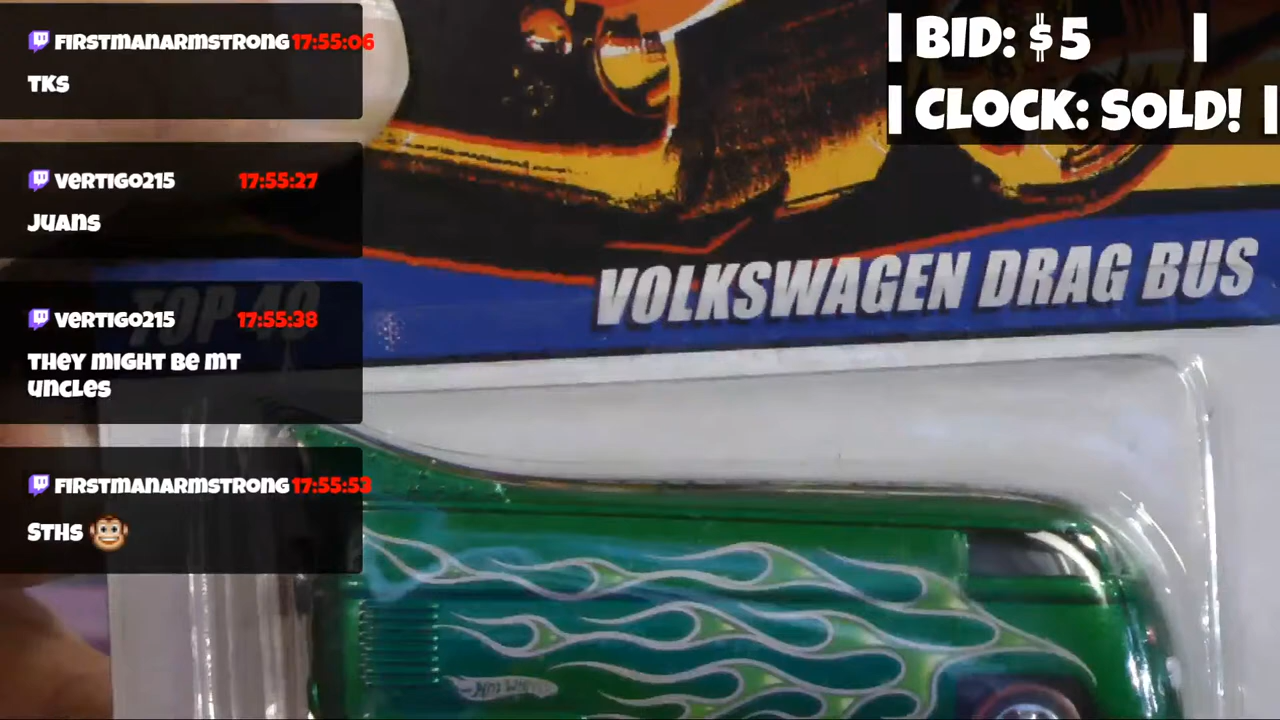 FIRSTMANARMSTRONG 17:55:06
TKS
VERTIGO215 17:55:27
JUANS
VERTIGO215 17:55:38
THEY MIGHT BE MT
UNCLES
FIRSTMANARMSTRONG 17:55:53
STHS
| BID: $5 |
| CLOCK: SOLD! |
VOLKSWAGEN DRAG BUS
TOP 40
Hot Wheels